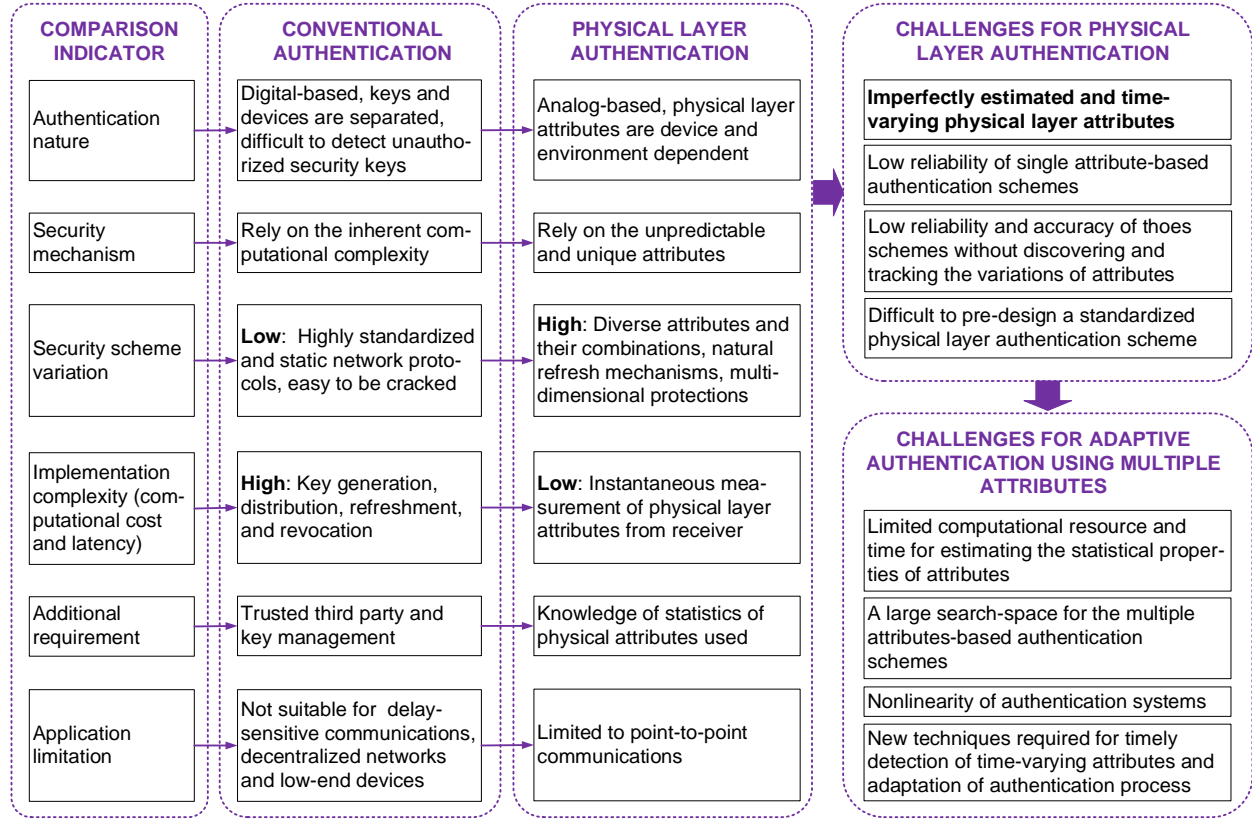 COMPARISON
INDICATOR
Authentication
nature
Security
mechanism
Security scheme
variation
Implementation
complexity (com-
putational cost
and latency)
Additional
requirement
Application
limitation
CONVENTIONAL
AUTHENTICATION
Digital-based, keys and
devices are separated,
difficult to detect unautho-
rized security keys
Rely on the inherent com-
putational complexity
Low:  Highly standardized
and static network proto-
cols, easy to be cracked
High: Key generation,
distribution, refreshment,
and revocation
Trusted third party and
key management
Not suitable for  delay-
sensitive communications,
decentralized networks
and low-end devices
PHYSICAL LAYER
AUTHENTICATION
Analog-based, physical layer
attributes are device and
environment dependent
Rely on the unpredictable
and unique attributes
High: Diverse attributes and
their combinations, natural
refresh mechanisms, multi-
dimensional protections
Low: Instantaneous mea-
surement of physical layer
attributes from receiver
Knowledge of statistics of
physical attributes used
Limited to point-to-point
communications
CHALLENGES FOR PHYSICAL
LAYER AUTHENTICATION
Imperfectly estimated and time-
varying physical layer attributes
Low reliability of single attribute-based
authentication schemes
Low reliability and accuracy of thoes
schemes without discovering and
tracking the variations of attributes
Difficult to pre-design a standardized
physical layer authentication scheme
CHALLENGES FOR ADAPTIVE
AUTHENTICATION USING MULTIPLE
ATTRIBUTES
Limited computational resource and
time for estimating the statistical proper-
ties of attributes
A large search-space for the multiple
attributes-based authentication
schemes
Nonlinearity of authentication systems
New techniques required for timely
detection of time-varying attributes and
adaptation of authentication process